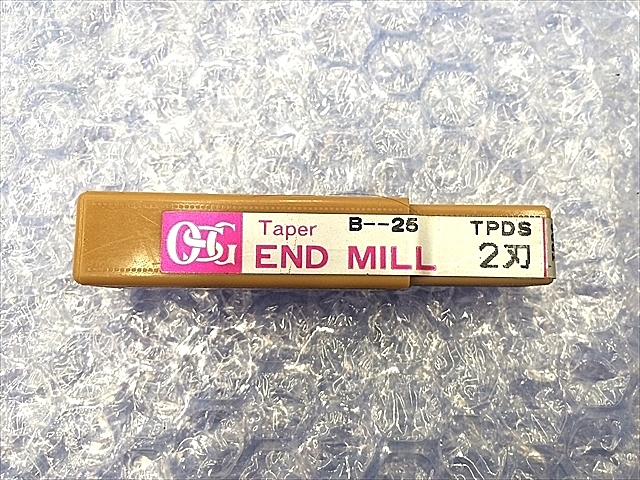 OSG
Taper B--25 TPDS
END MILL 2刃